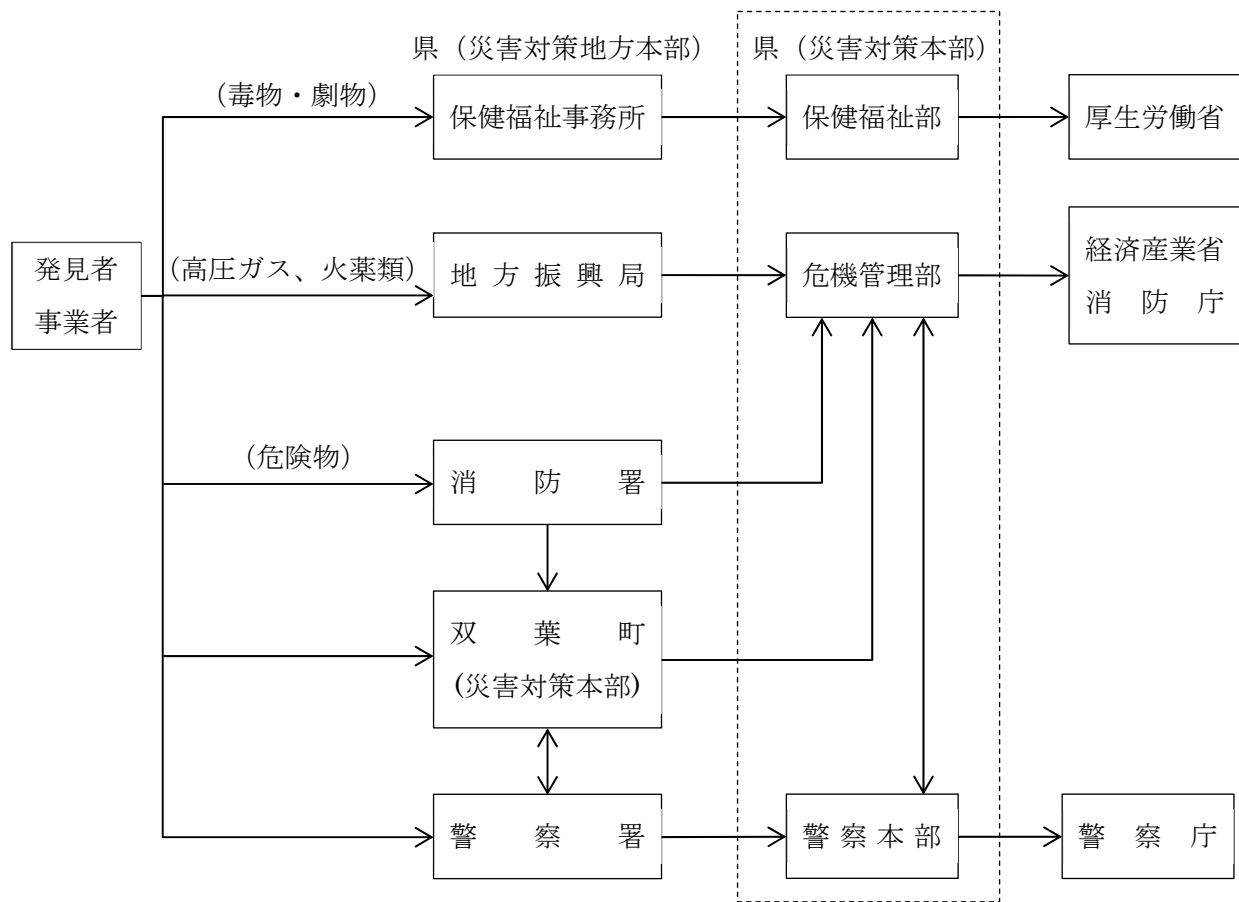 県（災害対策地方本部）
県（災害対策本部）
（毒物・劇物）
保健福祉事務所
保健福祉部
厚生労働省
発見者
事業者
（高圧ガス、火薬類）
地方振興局
危機管理部
経済産業省
消防庁
（危険物）
消防署
双葉町
(災害対策本部)
警察署
警察本部
警察庁